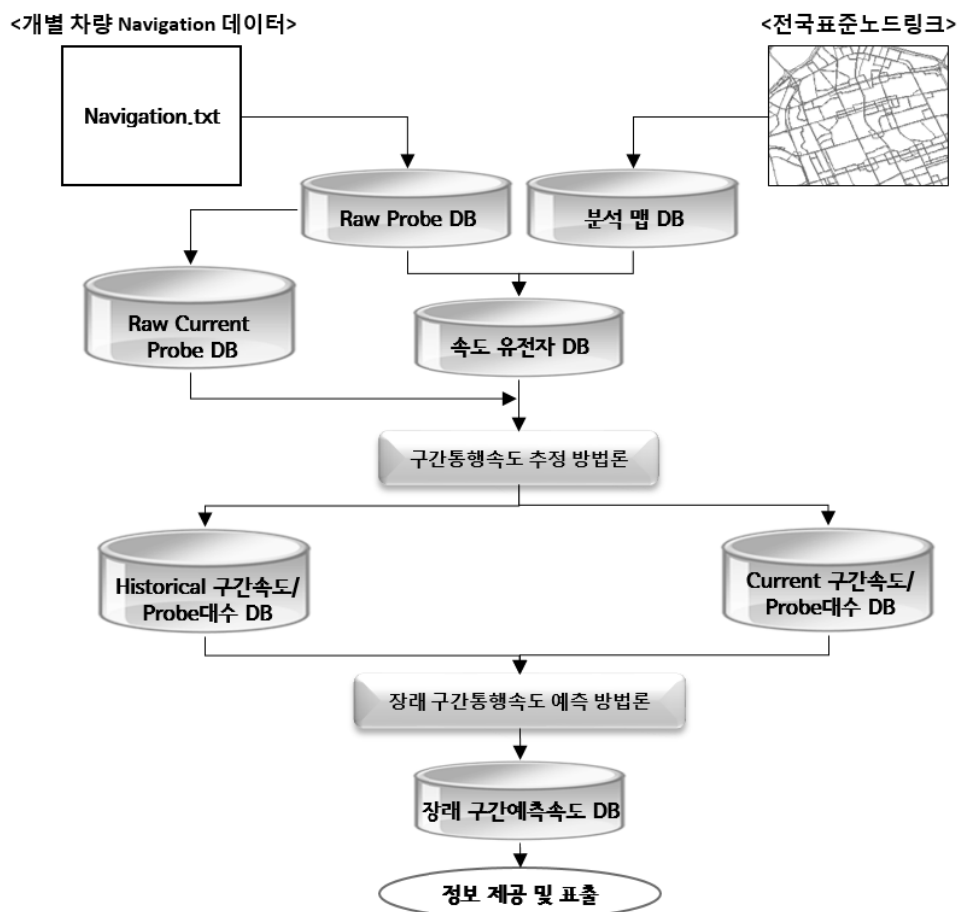 <개별 차량 Navigation 데이터>
<전국표준노드링크>
Navigation.txt
Raw Probe DB
분석 맵 DB
Raw Current
Probe DB
속도 유전자 DB
구간통행속도 추정 방법론
Historical 구간속도/
Probe대수 DB
Current 구간속도/
Probe대수 DB
장래 구간통행속도 예측 방법론
장래 구간예측속도 DB
정보 제공 및 표출